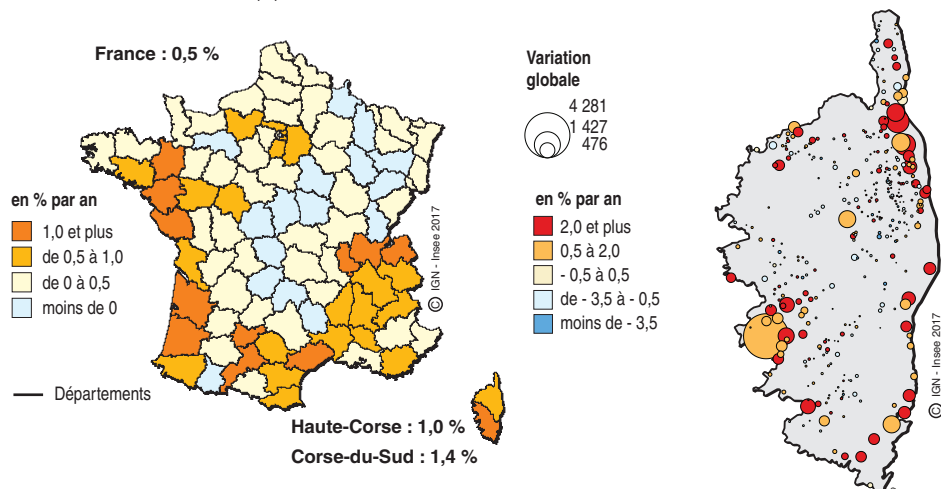 France : 0,5 %
en % par an
1,0 et plus
de 0,5 à 1,0
de 0 à 0,5
moins de 0
Départements
© IGN - Insee 2017
Haute-Corse : 1,0 %
Corse-du-Sud : 1,4 %
Variation
globale
4 281
1 427
476
en % par an
2,0 et plus
0,5 à 2,0
- 0,5 à 0,5
de - 3,5 à - 0,5
moins de - 3,5
© IGN - Insee 2017